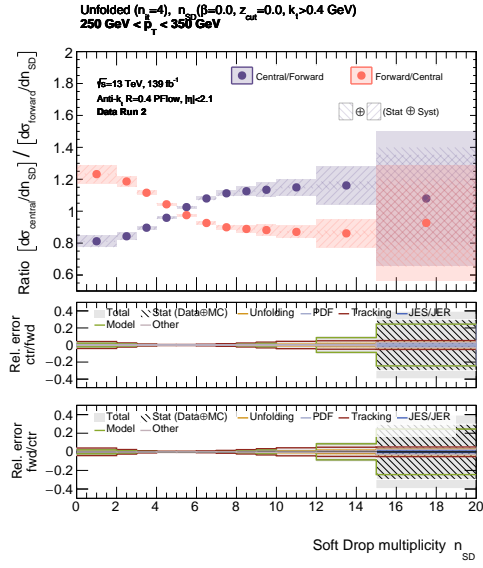 Unfolded (n_it=4), n_SD(β=0.0, z_cut=0.0, k_t>0.4 GeV)
250 GeV < p_T < 350 GeV
√s=13 TeV, 139 fb⁻¹
Anti-k_t R=0.4 PFlow, |η|<2.1
Data Run 2
Central/Forward
Forward/Central
⊕ (Stat ⊕ Syst)
Ratio [dσ_central/dn_SD] / [dσ_forward/dn_SD]
2
1.8
1.6
1.4
1.2
1
0.8
0.6
Rel. error
ctr/fwd
0.4
0.2
0
−0.2
−0.4
Total Stat (Data⊕MC) Unfolding PDF Tracking JES/JER
Model Other
Rel. error
fwd/ctr
0.4
0.2
0
−0.2
−0.4
Total Stat (Data⊕MC) Unfolding PDF Tracking JES/JER
Model Other
0 2 4 6 8 10 12 14 16 18 20
Soft Drop multiplicity n_SD